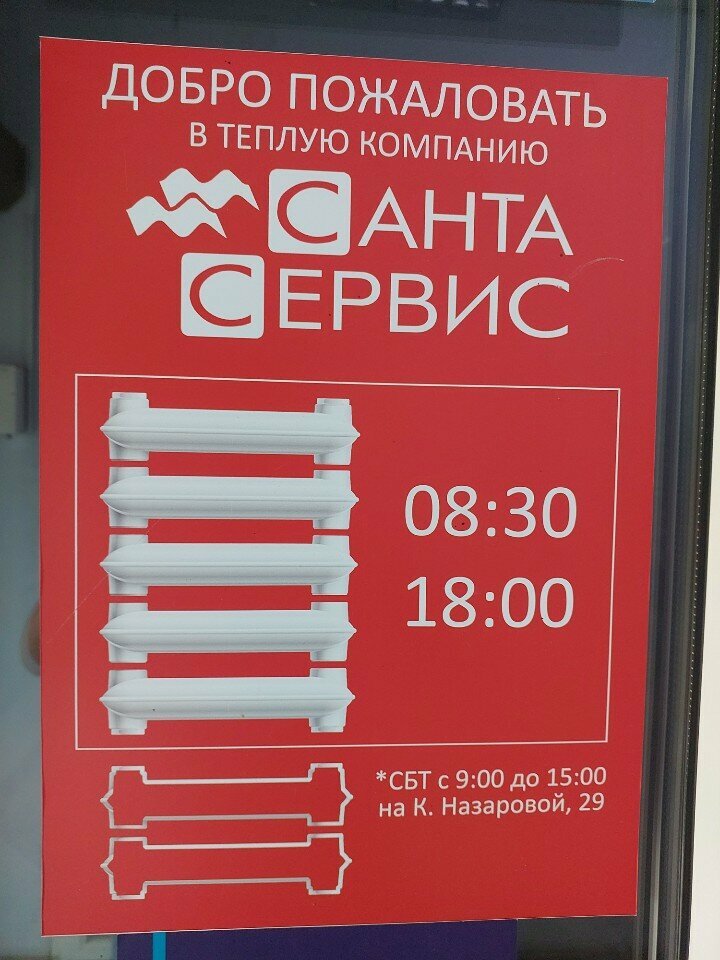 ДОБРО ПОЖАЛОВАТЬ
В ТЕПЛУЮ КОМПАНИЮ
САНТА
СЕРВИС
08:30
18:00
*СБТ с 9:00 до 15:00
на К. Назаровой, 29